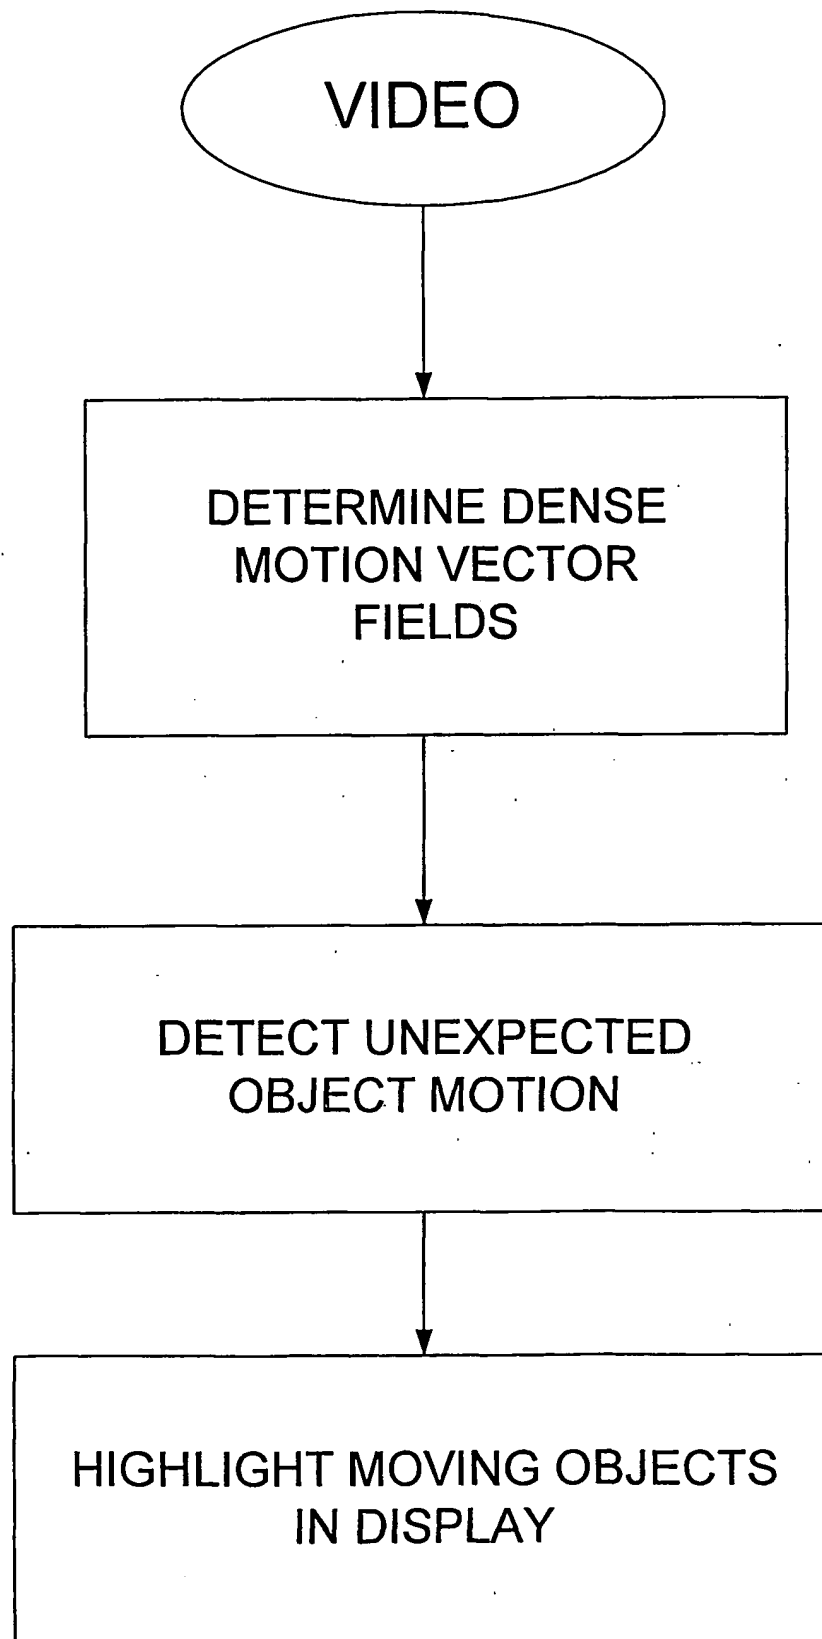 VIDEO
DETERMINE DENSE
MOTION VECTOR
FIELDS
DETECT UNEXPECTED
OBJECT MOTION
HIGHLIGHT MOVING OBJECTS
IN DISPLAY